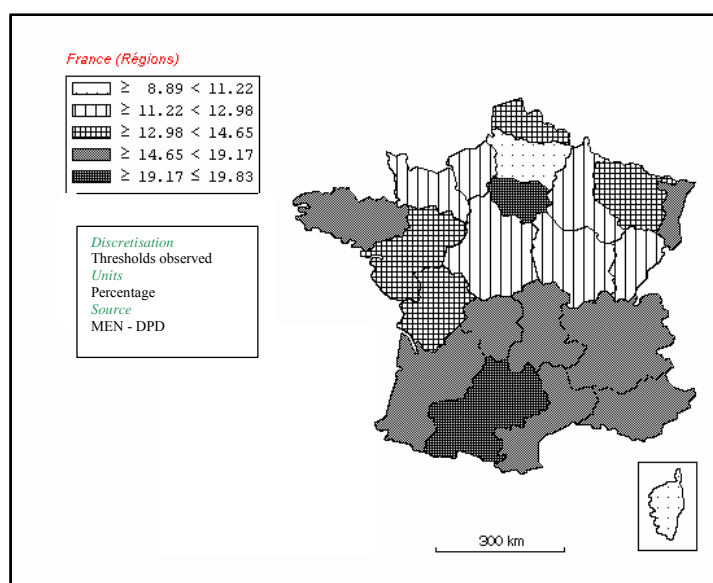 France (Régions)
≥ 8.89 < 11.22
≥ 11.22 < 12.98
≥ 12.98 < 14.65
≥ 14.65 < 19.17
≥ 19.17 ≤ 19.83
Discretisation
Thresholds observed
Units
Percentage
Source
MEN - DPD
300 km